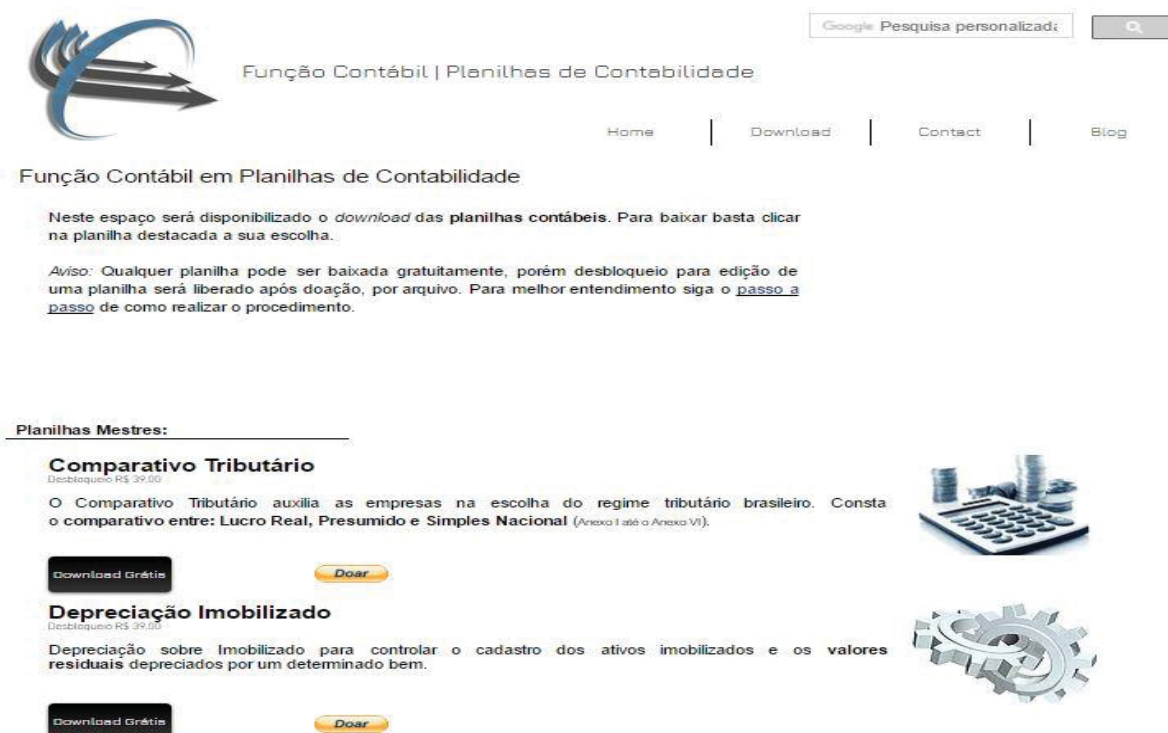 Google Pesquisa personalizada
Função Contábil | Planilhas de Contabilidade
Home
Download
Contact
Blog
Função Contábil em Planilhas de Contabilidade
Neste espaço será disponibilizado o download das planilhas contábeis. Para baixar basta clicar
na planilha destacada a sua escolha.
Aviso: Qualquer planilha pode ser baixada gratuitamente, porém desbloqueio para edição de
uma planilha será liberado após doação, por arquivo. Para melhor entendimento siga o passo a
passo de como realizar o procedimento.
Planilhas Mestres:
Comparativo Tributário
Desbloqueio R$ 39,00
O Comparativo Tributário auxilia as empresas na escolha do regime tributário brasileiro. Consta
o comparativo entre: Lucro Real, Presumido e Simples Nacional (Anexo I até o Anexo VI).
Download Grátis
Doar
Depreciação Imobilizado
Desbloqueio R$ 39,00
Depreciação sobre Imobilizado para controlar o cadastro dos ativos imobilizados e os valores
residuais depreciados por um determinado bem.
Download Grátis
Doar